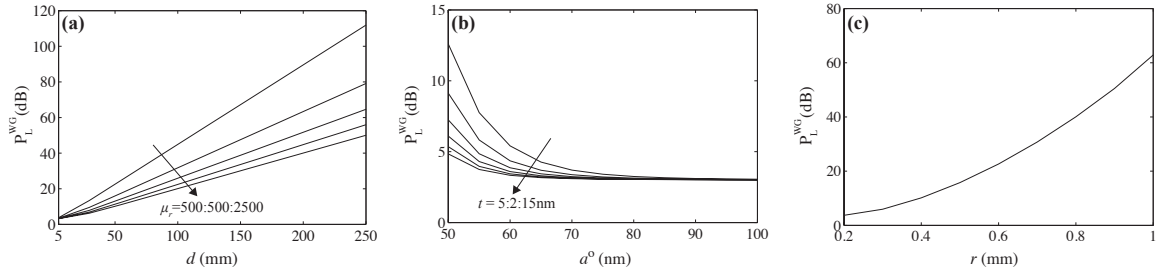 (a)
P_L^WG (dB)
120
100
80
60
40
20
0
μ_r=500:500:2500
5 50 100 150 200 250
d (mm)
(b)
P_L^WG (dB)
15
10
5
0
t = 5:2:15nm
50 60 70 80 90 100
a° (nm)
(c)
P_L^WG (dB)
80
60
40
20
0
0.2 0.4 0.6 0.8 1
r (mm)